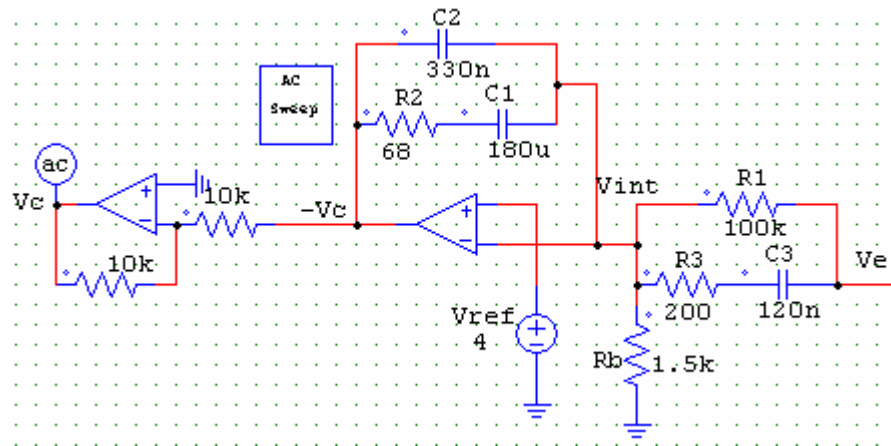 C2
330n
AC
Sweep
R2
C1
68
180u
ac
Vc
10k
-Vc
Vint
R1
100k
10k
R3
C3
Ve
200
120n
Vref
4
Rb
1.5k